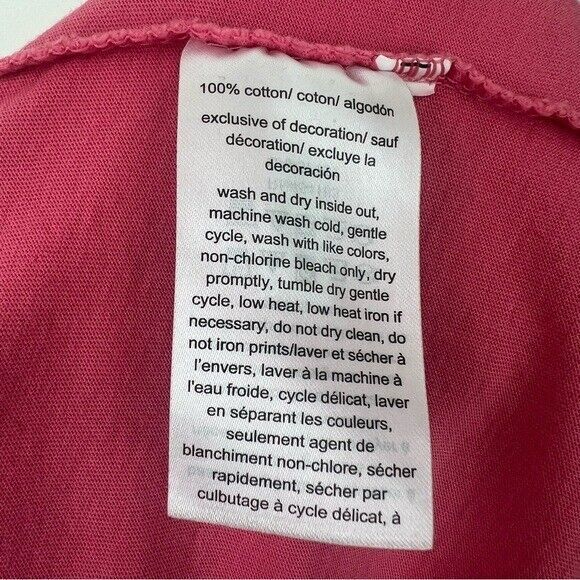 100% cotton/ coton/ algodón
exclusive of decoration/ sauf
décoration/ excluye la
decoración
wash and dry inside out,
machine wash cold, gentle
cycle, wash with like colors,
non-chlorine bleach only, dry
promptly, tumble dry gentle
cycle, low heat, low heat iron if
necessary, do not dry clean, do
not iron prints/laver et sécher à
l'envers, laver à la machine à
l'eau froide, cycle délicat, laver
en séparant les couleurs,
seulement agent de
blanchiment non-chlore, sécher
rapidement, sécher par
culbutage à cycle délicat, à